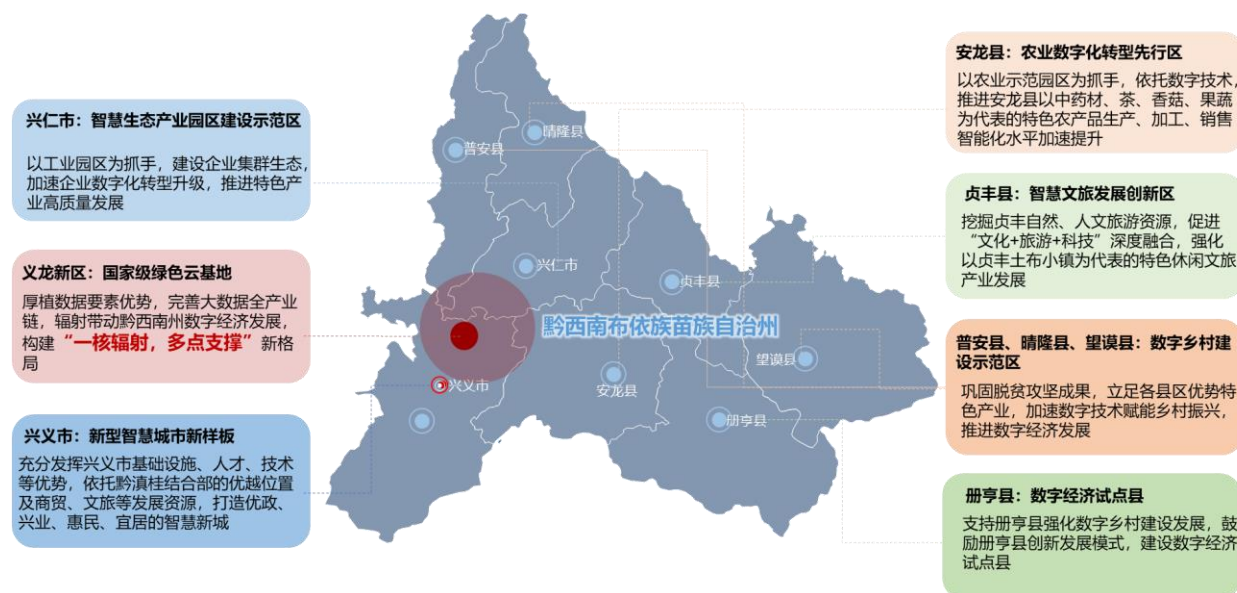 兴仁市：智慧生态产业园区建设示范区
以工业园区为抓手，建设企业集群生态，
加速企业数字化转型升级，推进特色产
业高质量发展
义龙新区：国家级绿色云基地
厚植数据要素优势，完善大数据全产业
链，辐射带动黔西南州数字经济发展，
构建“一核辐射，多点支撑”新格
局
兴义市：新型智慧城市新样板
充分发挥兴义市基础设施、人才、技术
等优势，依托黔滇桂结合部的优越位置
及商贸、文旅等发展资源，打造优政、
兴业、惠民、宜居的智慧新城
晴隆县
普安县
兴仁市
贞丰县
黔西南布依族苗族自治州
望谟县
兴义市
安龙县
册亨县
安龙县：农业数字化转型先行区
以农业示范园区为抓手，依托数字技术，
推进安龙县以中药材、茶、香菇、果蔬
为代表的特色农产品生产、加工、销售
智能化水平加速提升
贞丰县：智慧文旅发展创新区
挖掘贞丰自然、人文旅游资源，促进
“文化+旅游+科技”深度融合，强化
以贞丰土布小镇为代表的特色休闲文旅
产业发展
普安县、晴隆县、望谟县：数字乡村建
设示范区
巩固脱贫攻坚成果，立足各县区优势特
色产业，加速数字技术赋能乡村振兴，
推进数字经济发展
册亨县：数字经济试点县
支持册亨县强化数字乡村建设发展，鼓
励册亨县创新发展模式，建设数字经济
试点县